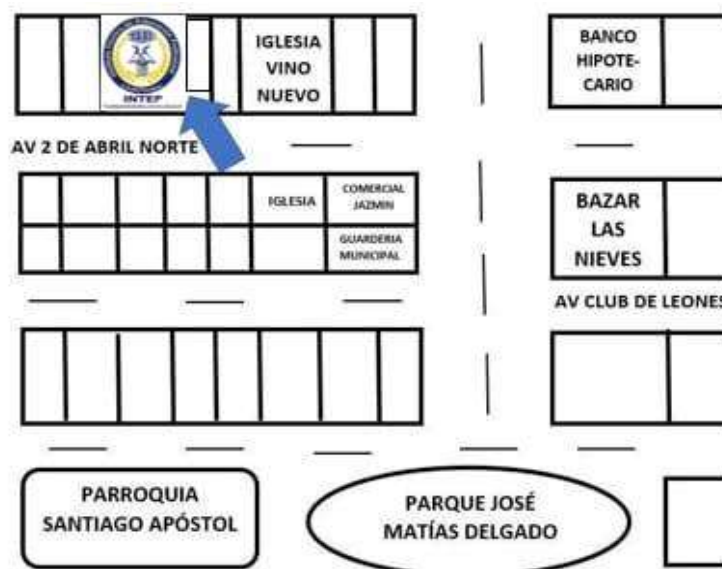 INTEP
IGLESIA
VINO
NUEVO
BANCO
HIPOTE-
CARIO
AV 2 DE ABRIL NORTE
IGLESIA
COMERCIAL
JAZMIN
GUARDERIA
MUNICIPAL
BAZAR
LAS
NIEVES
AV CLUB DE LEONES
PARROQUIA
SANTIAGO APÓSTOL
PARQUE JOSÉ
MATÍAS DELGADO